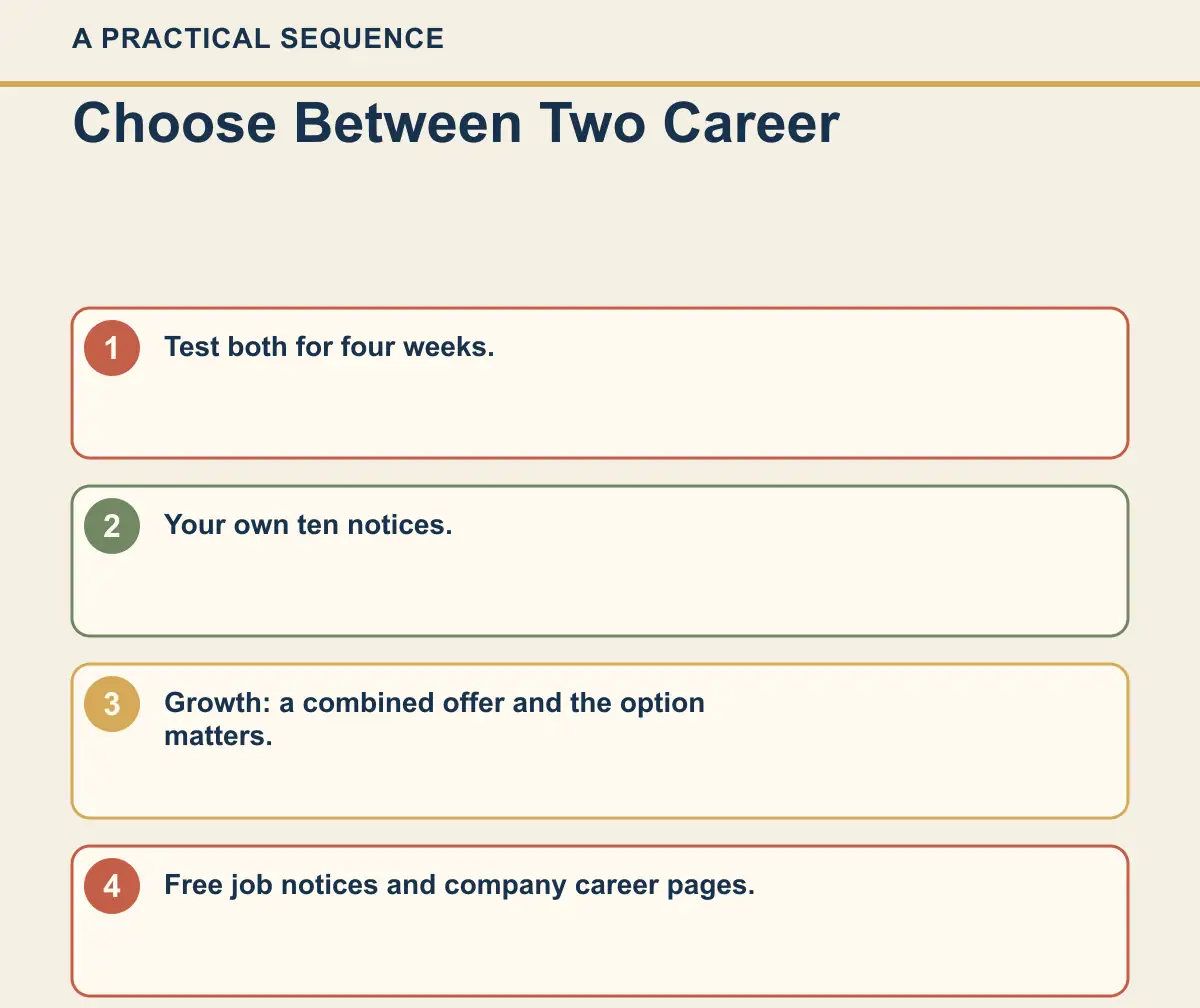 A PRACTICAL SEQUENCE
Choose Between Two Career
1
Test both for four weeks.
2
Your own ten notices.
3
Growth: a combined offer and the option
matters.
4
Free job notices and company career pages.